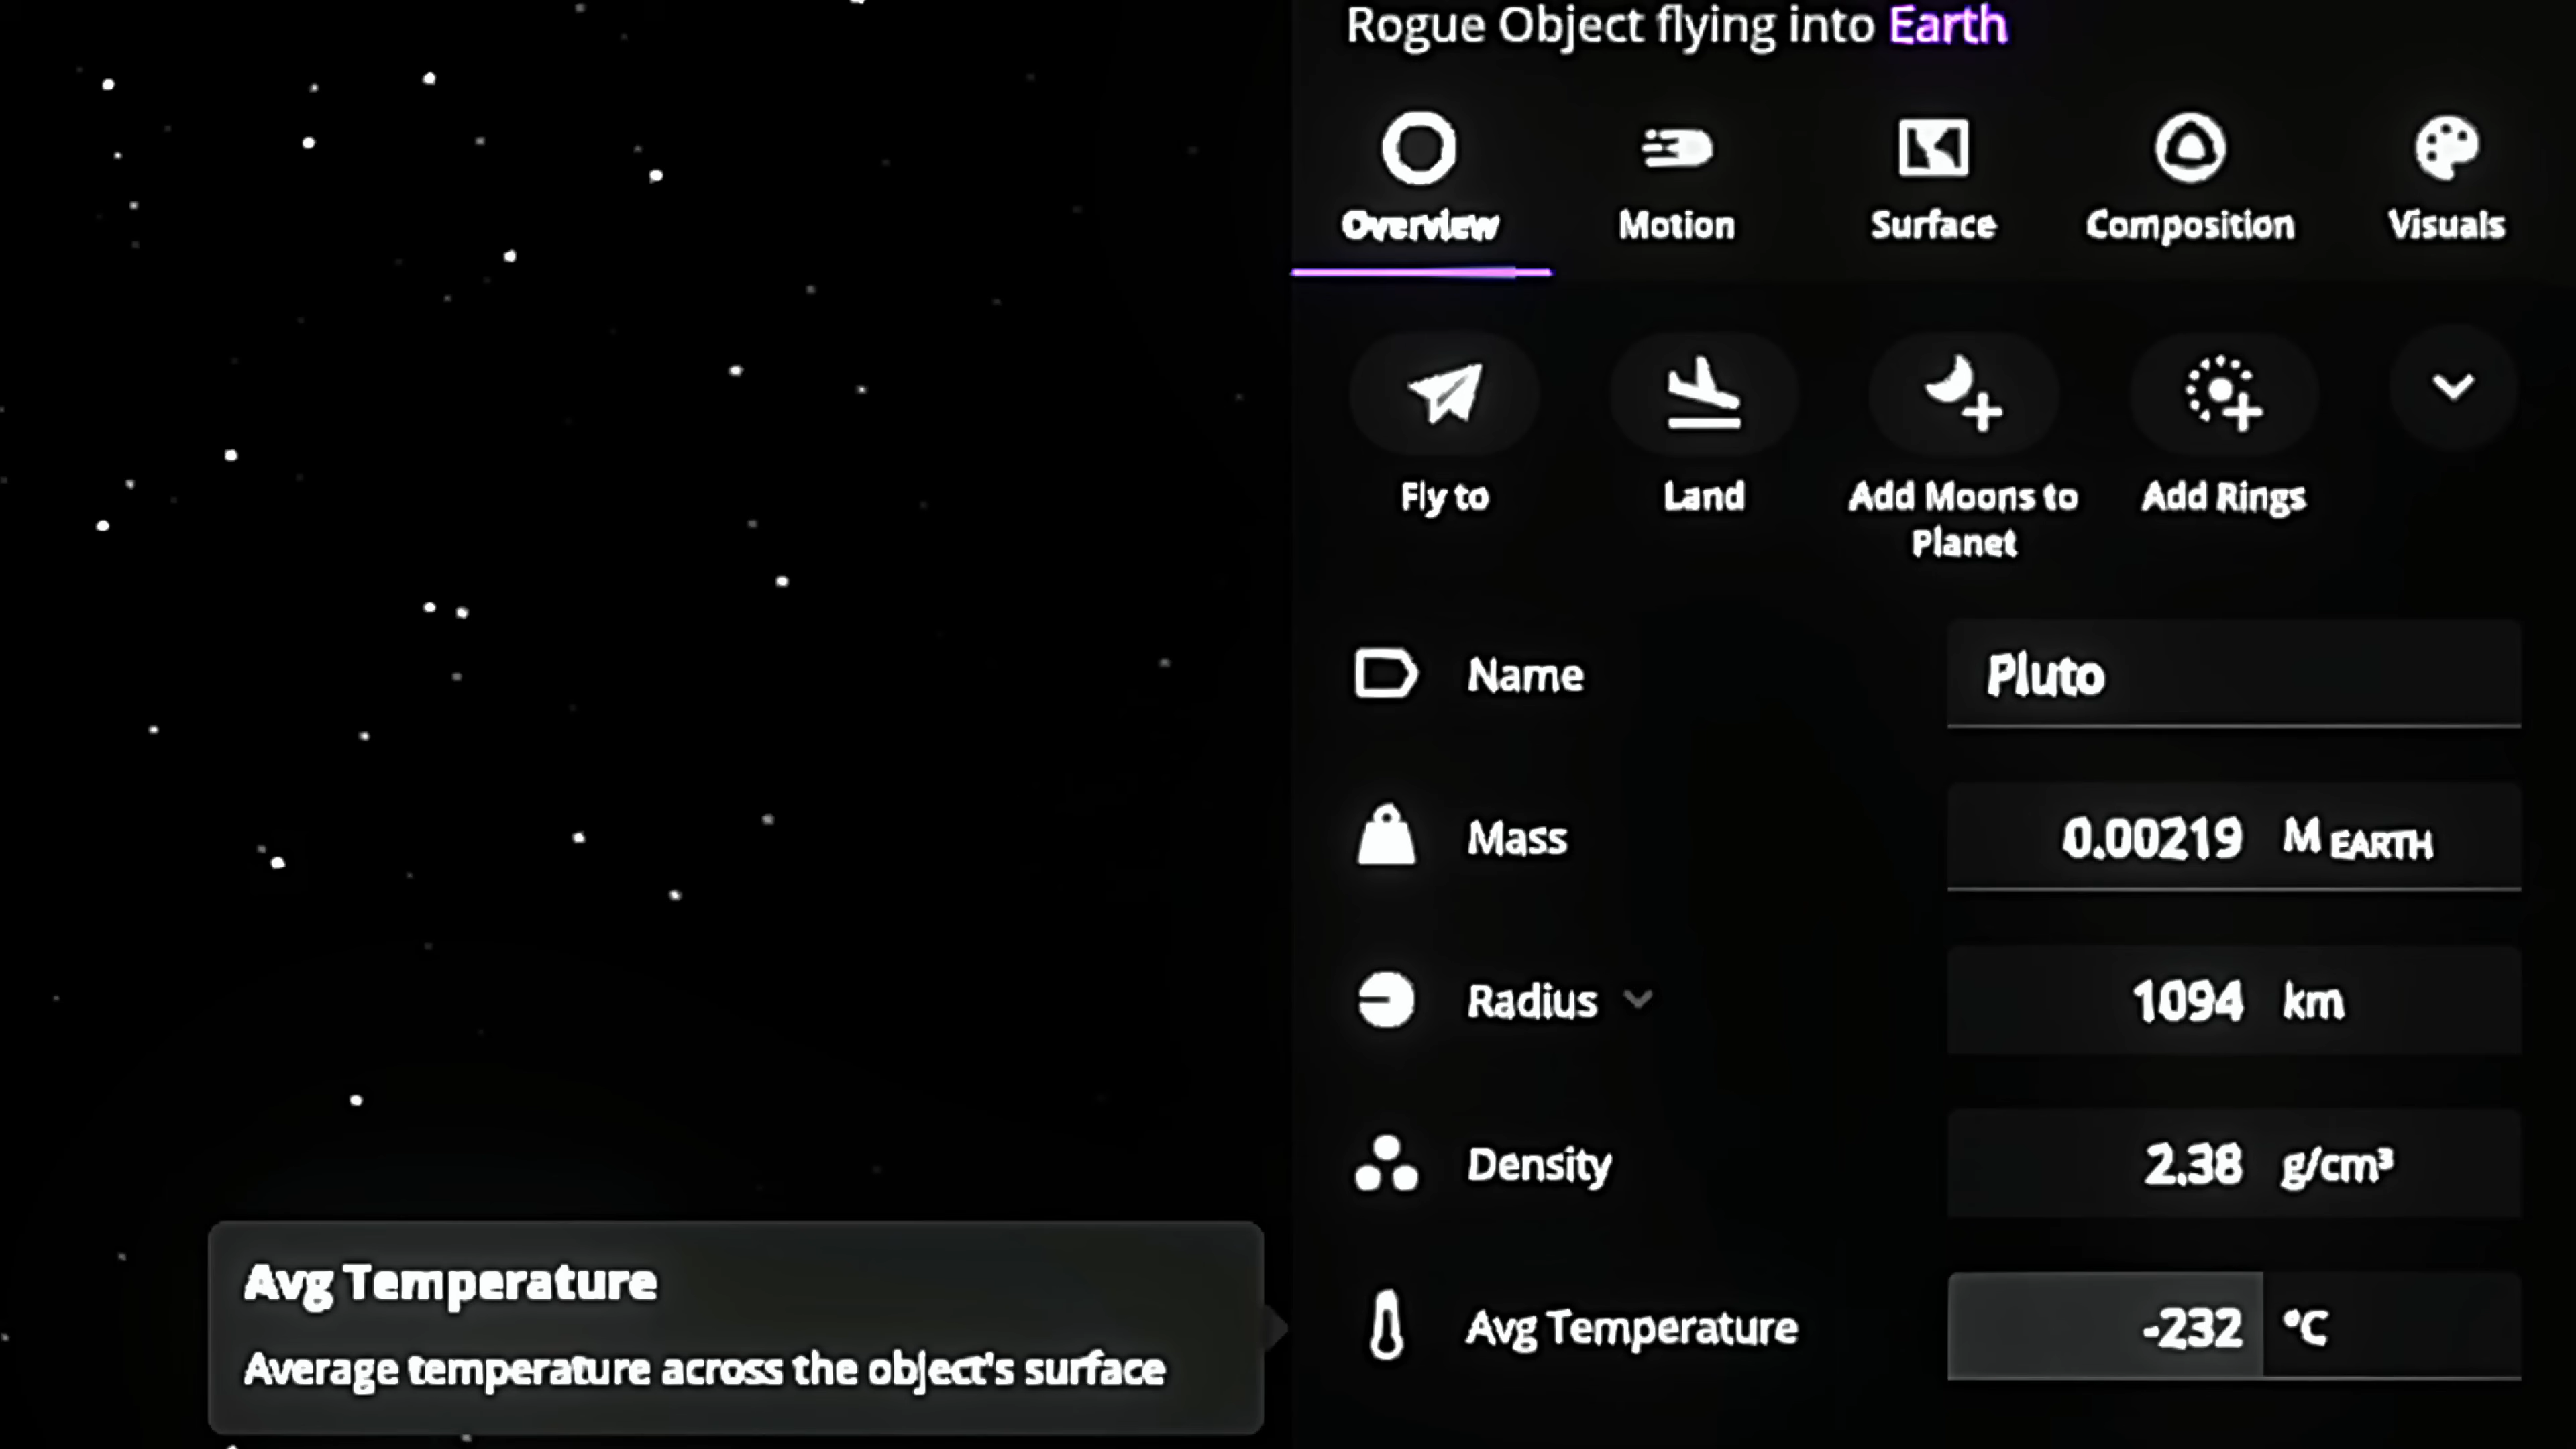 Rogue Object flying into Earth
Overview Motion Surface Composition Visuals
Fly to Land Add Moons to Planet Add Rings
Name Pluto
Mass 0.00219 M EARTH
Radius 1094 km
Density 2.38 g/cm³
Avg Temperature -232 °C
Avg Temperature
Average temperature across the object's surface